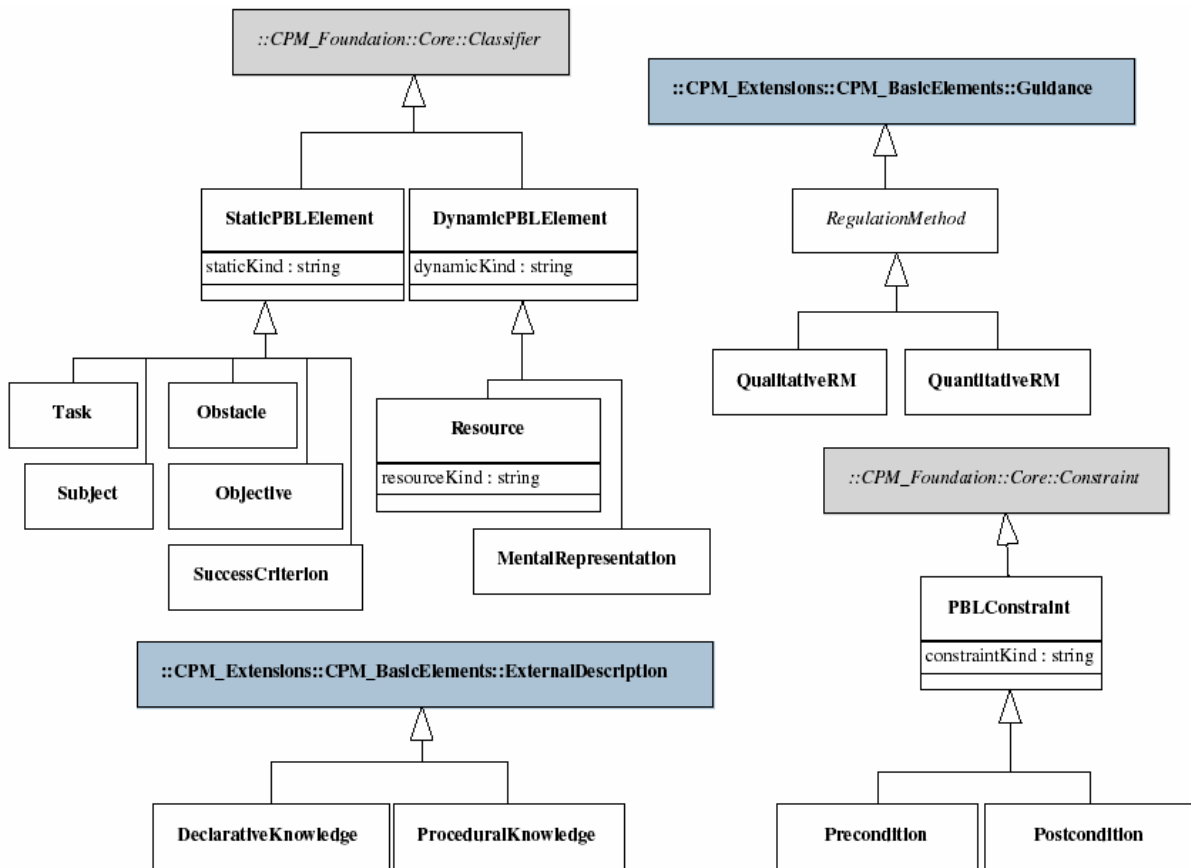 ::CPM_Foundation::Core::Classifier
::CPM_Extensions::CPM_BasicElements::Guidance
StaticPBLElement
staticKind : string
DynamicPBLElement
dynamicKind : string
RegulationMethod
QualitativeRM
QuantitativeRM
Task
Obstacle
Subject
Objective
SuccessCriterion
Resource
resourceKind : string
MentalRepresentation
::CPM_Foundation::Core::Constraint
PBLConstraint
constraintKind : string
::CPM_Extensions::CPM_BasicElements::ExternalDescription
DeclarativeKnowledge
ProceduralKnowledge
Precondition
Postcondition